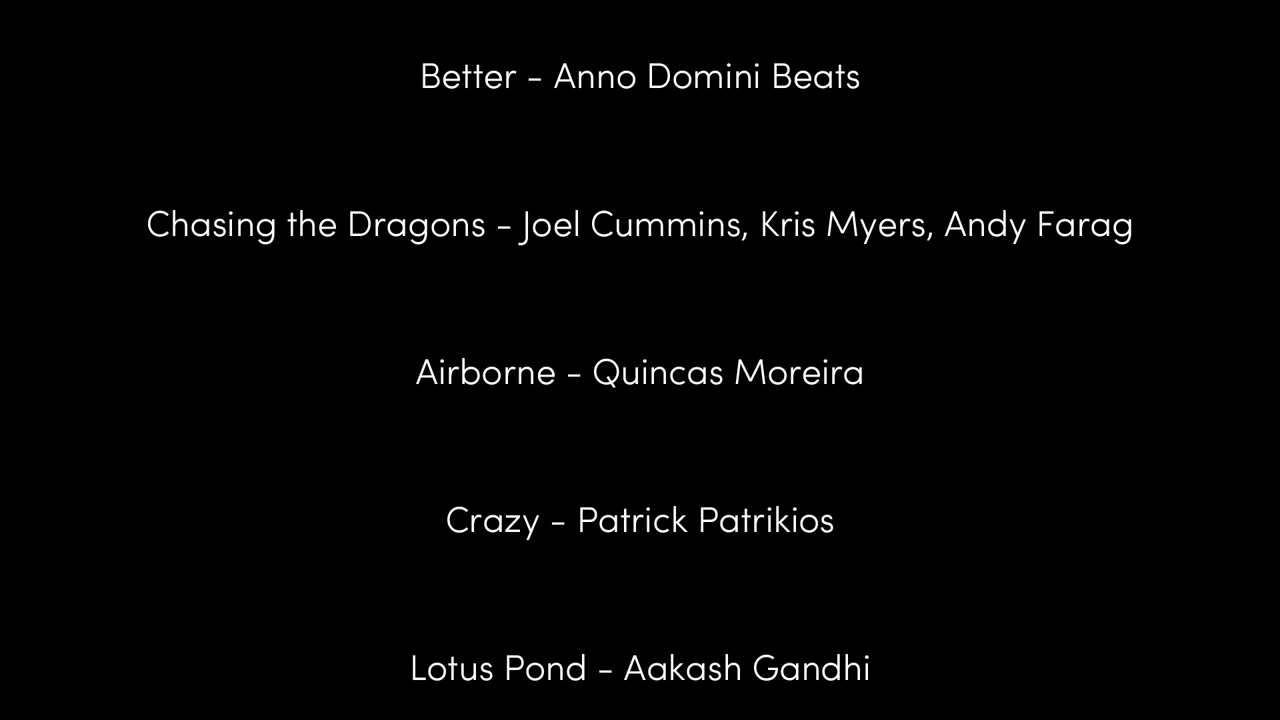 Better - Anno Domini Beats
Chasing the Dragons - Joel Cummins, Kris Myers, Andy Farag
Airborne - Quincas Moreira
Crazy - Patrick Patrikios
Lotus Pond - Aakash Gandhi